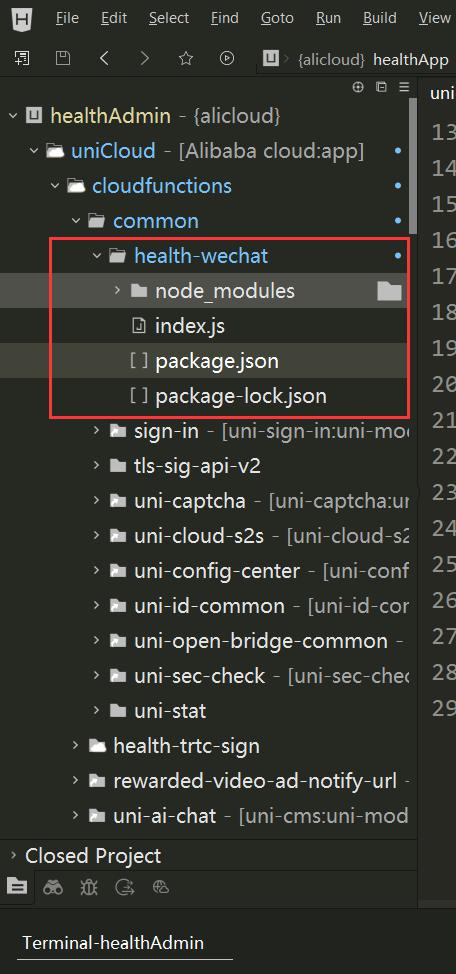 H File Edit Select Find Goto Run Build View
U {alicloud} healthApp
healthAdmin - {alicloud} uni
uniCloud - [Alibaba cloud:app]
cloudfunctions
common
health-wechat
node_modules
index.js
package.json
package-lock.json
sign-in - [uni-sign-in:uni-mo
tls-sig-api-v2
uni-captcha - [uni-captcha:ur
uni-cloud-s2s - [uni-cloud-s2
uni-config-center - [uni-conf
uni-id-common - [uni-id-cor
uni-open-bridge-common -
uni-sec-check - [uni-sec-chec
uni-stat
health-trtc-sign
rewarded-video-ad-notify-url -
uni-ai-chat - [uni-cms:uni-mod
13
14
15
16
17
18
19
20
21
22
23
24
25
26
27
28
29
Closed Project
Terminal-healthAdmin